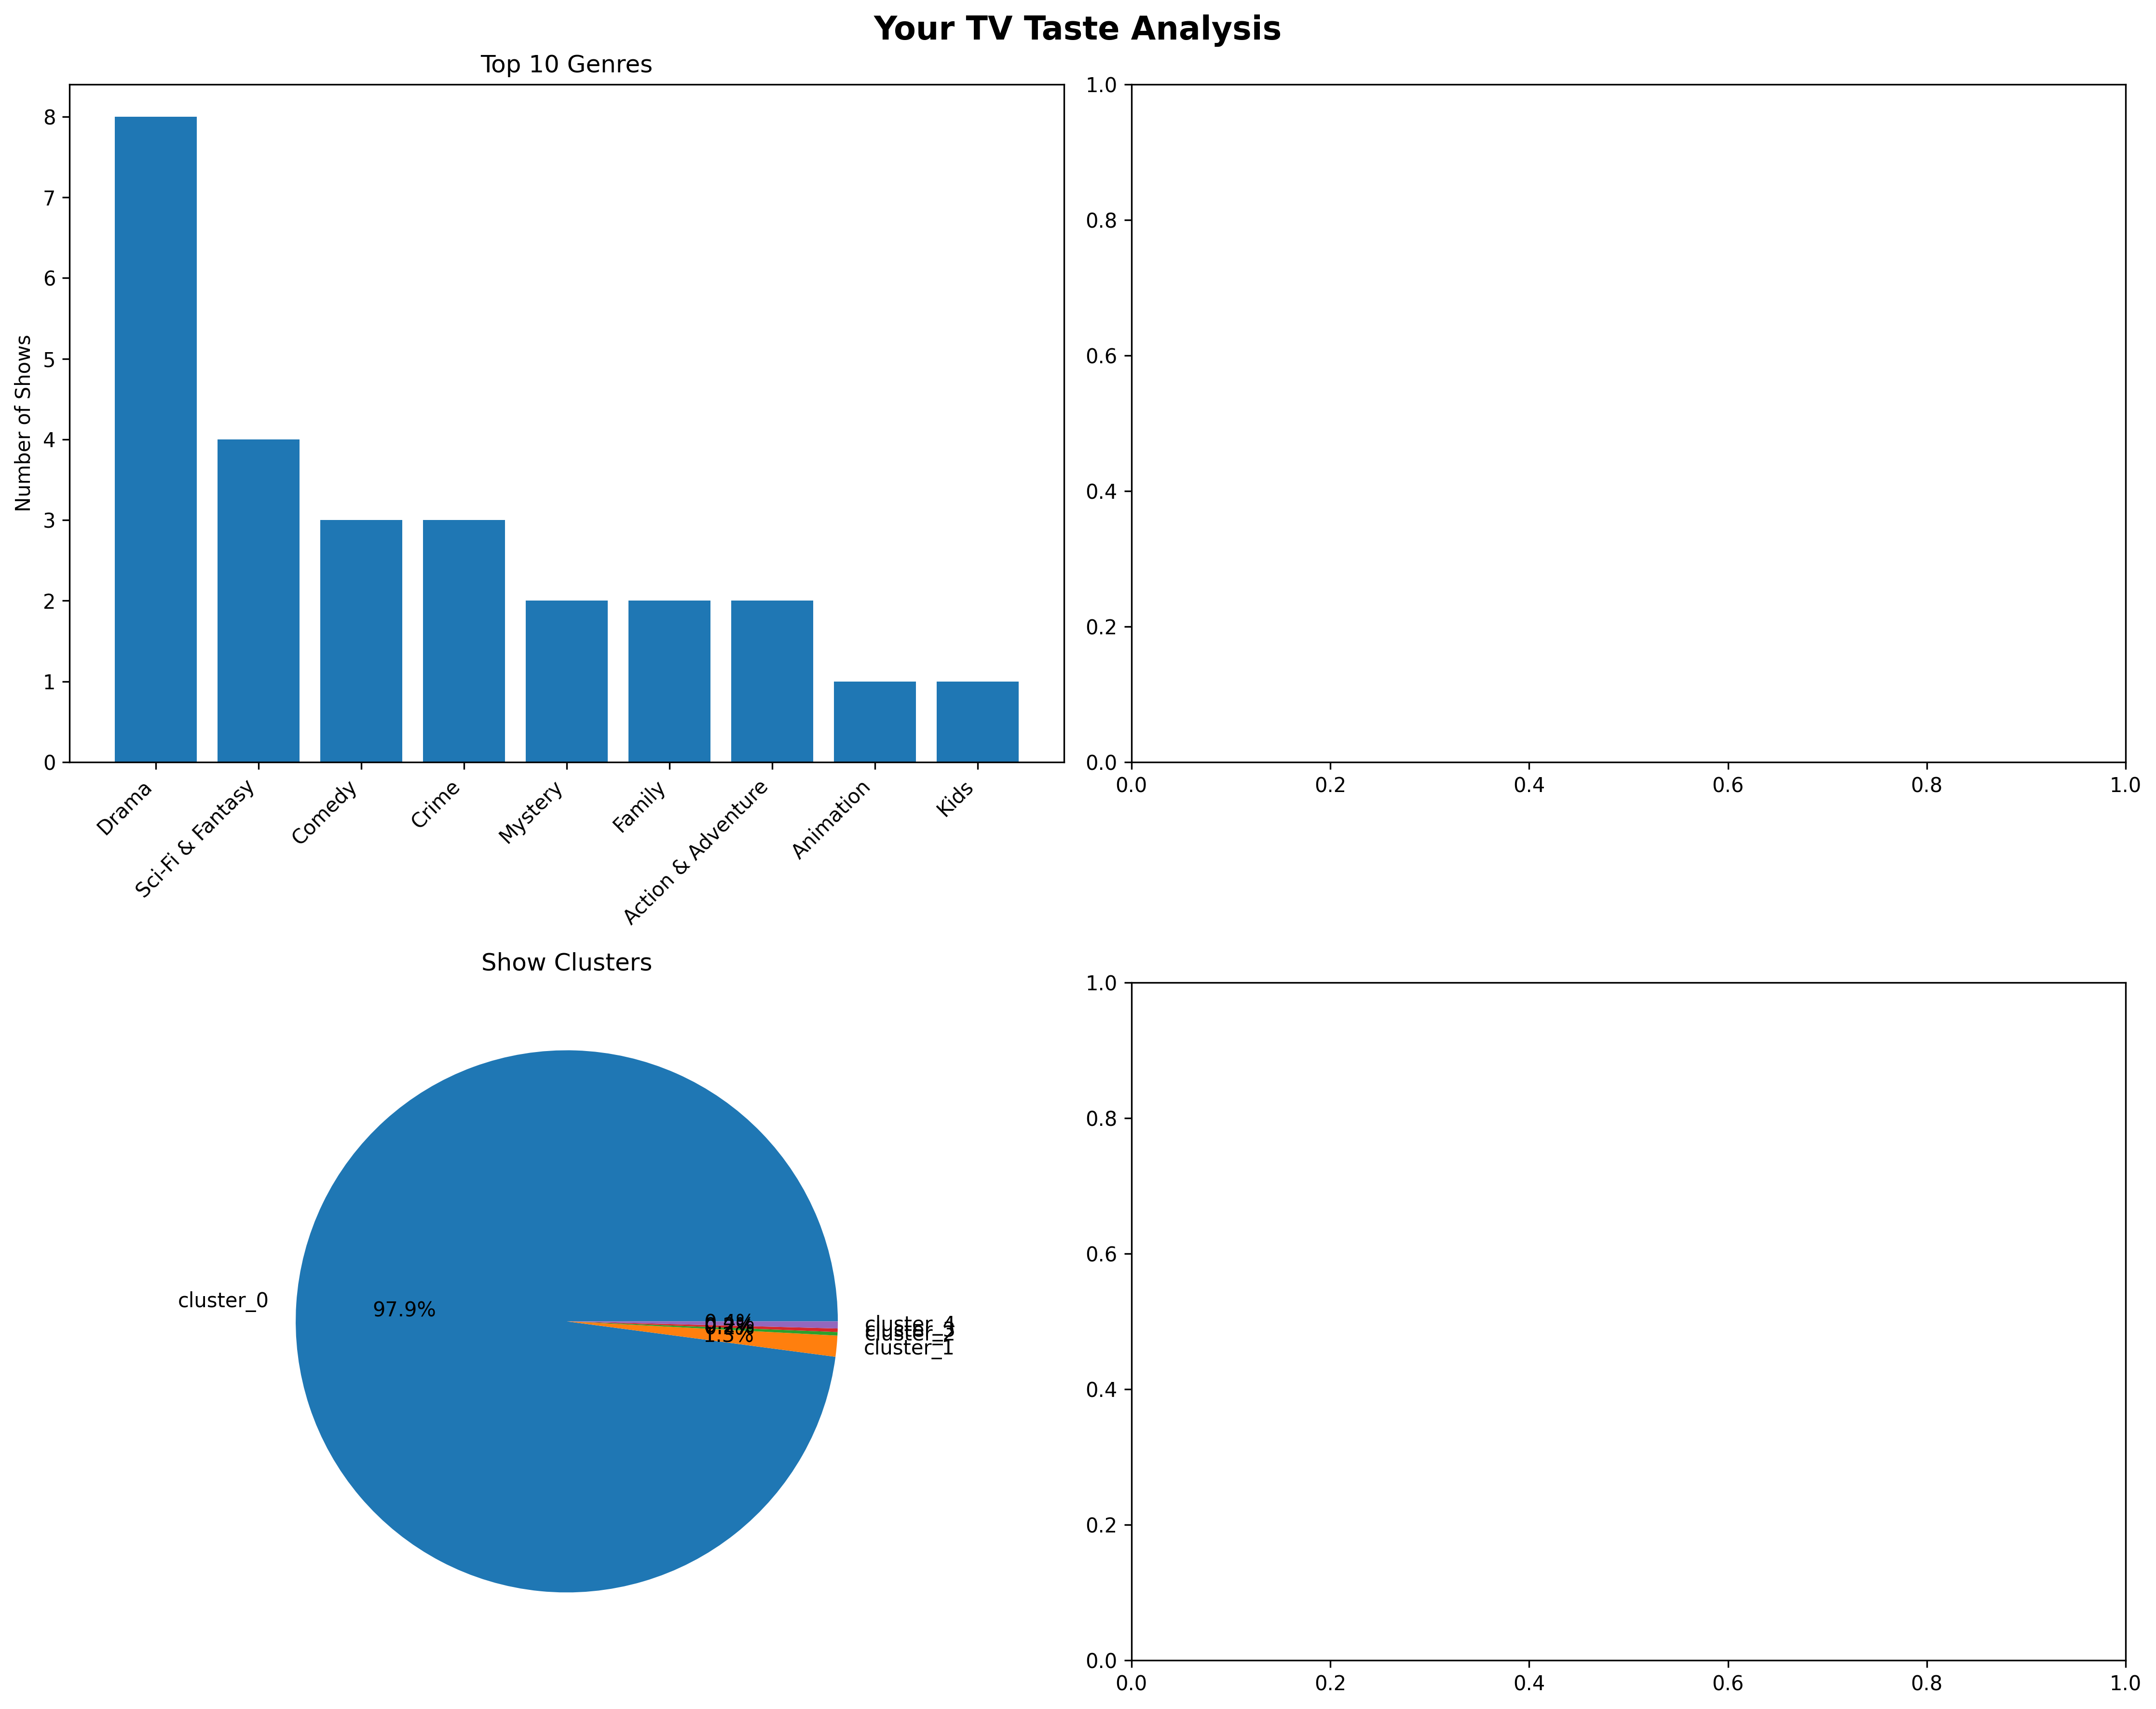 Your TV Taste Analysis
Top 10 Genres
Number of Shows
8
7
6
5
4
3
2
1
0
Drama
Sci-Fi & Fantasy
Comedy
Crime
Mystery
Family
Action & Adventure
Animation
Kids
1.0
0.8
0.6
0.4
0.2
0.0
0.0 0.2 0.4 0.6 0.8 1.0
Show Clusters
cluster_0
97.9%
cluster_4
cluster_3
cluster_2
cluster_1
1.3%
1.0
0.8
0.6
0.4
0.2
0.0
0.0 0.2 0.4 0.6 0.8 1.0